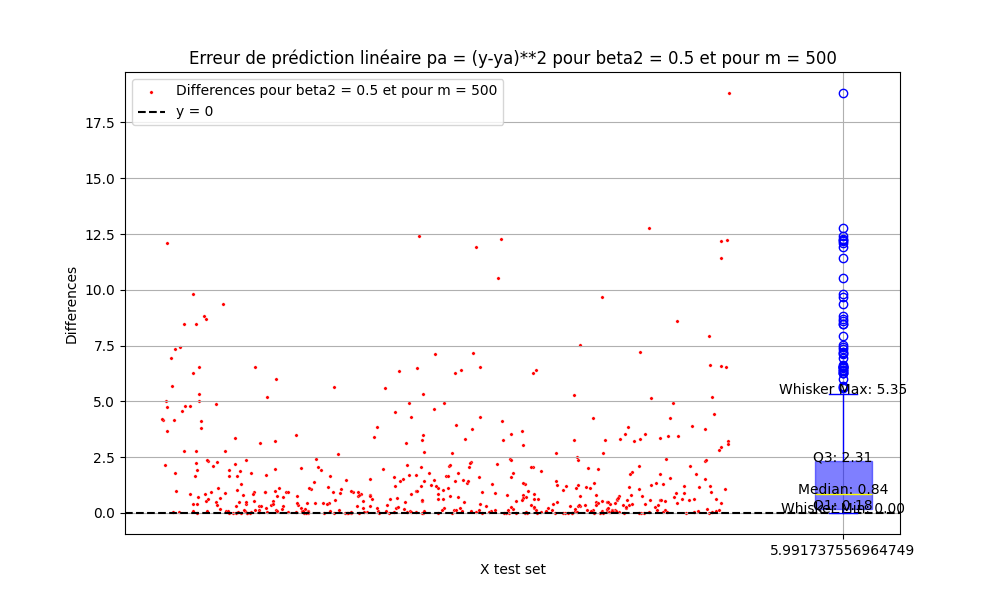 Erreur de prédiction linéaire pa = (y-ya)**2 pour beta2 = 0.5 et pour m = 500
Differences pour beta2 = 0.5 et pour m = 500
y = 0
17.5
15.0
12.5
10.0
7.5
5.0
2.5
0.0
Differences
Whisker Max: 5.35
Q3: 2.31
Median: 0.84
Q1: 0.18
Whisker Min: 0.00
5.991737556964749
X test set